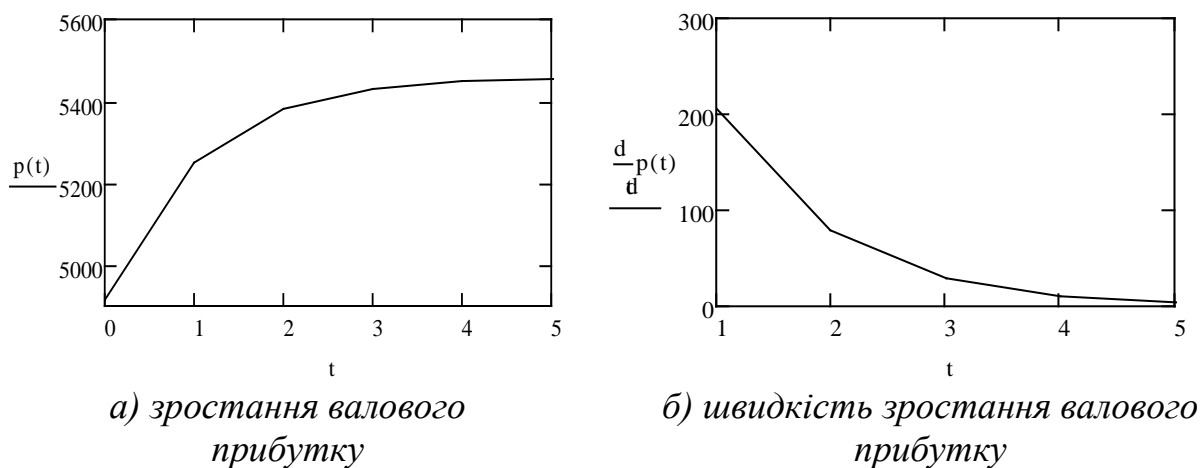 5600
5400
p(t)
5200
5000
0 1 2 3 4 5
t
а) зростання валового
прибутку
300
200
d
p(t)
dt
100
0
1 2 3 4 5
t
б) швидкість зростання валового
прибутку